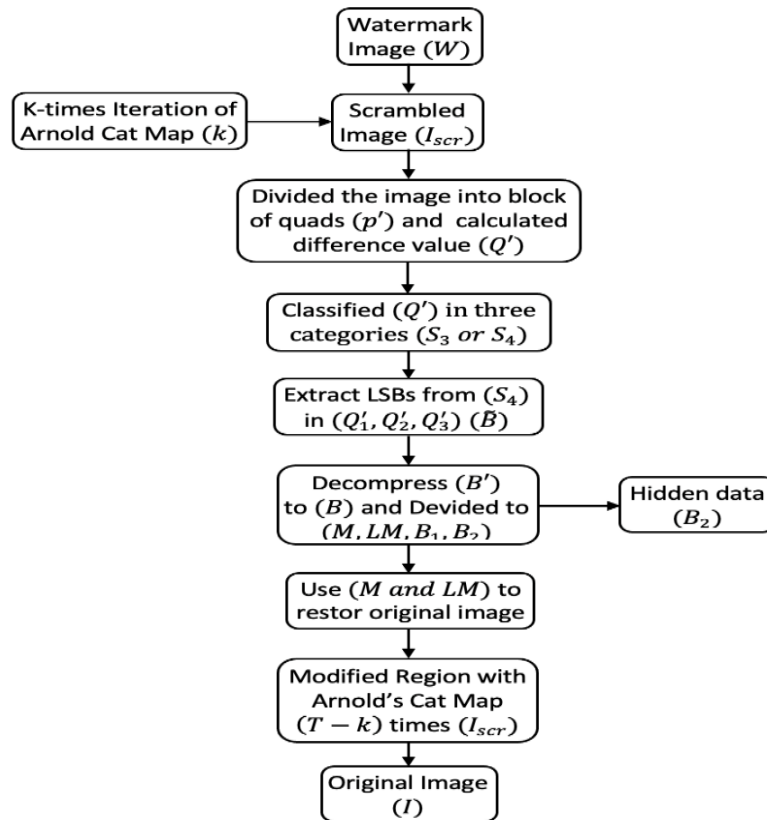 Watermark
Image (W)
K-times Iteration of
Arnold Cat Map (k)
Scrambled
Image (I_scr)
Divided the image into block
of quads (p′) and calculated
difference value (Q′)
Classified (Q′) in three
categories (S₃ or S₄)
Extract LSBs from (S₄)
in (Q′₁, Q′₂, Q′₃) (B̃)
Decompress (B′)
to (B) and Devided to
(M, LM, B₁, B₂)
Hidden data
(B₂)
Use (M and LM) to
restor original image
Modified Region with
Arnold's Cat Map
(T − k) times (I_scr)
Original Image
(I)